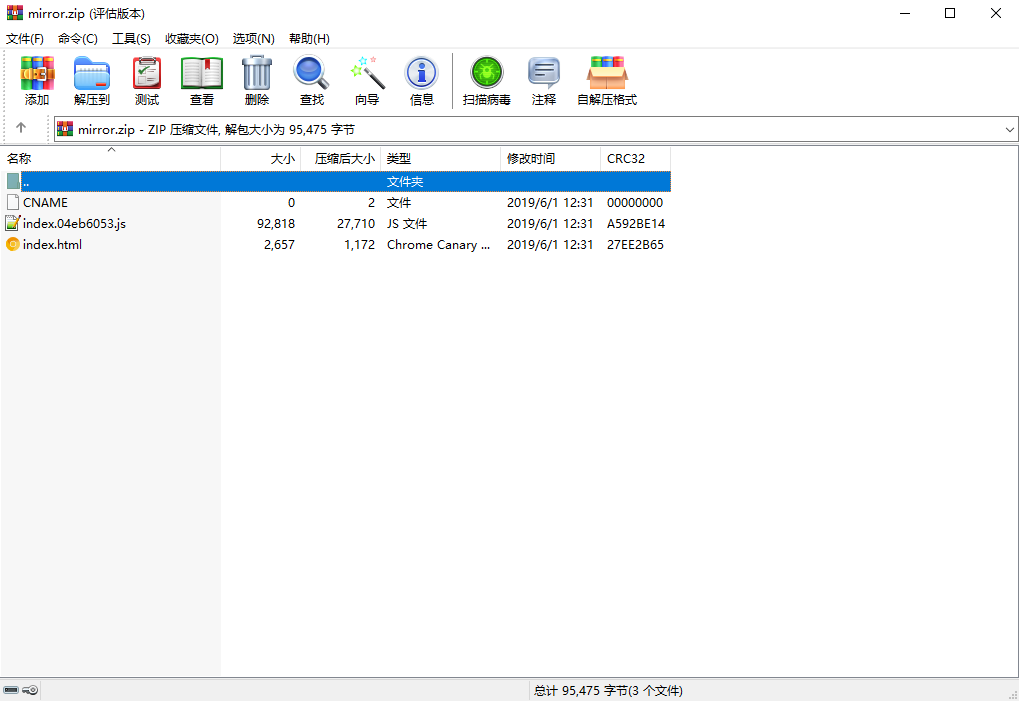 mirror.zip (评估版本)
文件(F) 命令(C) 工具(S) 收藏夹(O) 选项(N) 帮助(H)
添加 解压到 测试 查看 删除 查找 向导 信息 扫描病毒 注释 自解压格式
mirror.zip - ZIP 压缩文件, 解包大小为 95,475 字节
名称 大小 压缩后大小 类型 修改时间 CRC32
.. 文件夹
CNAME 0 2 文件 2019/6/1 12:31 00000000
index.04eb6053.js 92,818 27,710 JS 文件 2019/6/1 12:31 A592BE14
index.html 2,657 1,172 Chrome Canary ... 2019/6/1 12:31 27EE2B65
总计 95,475 字节(3 个文件)